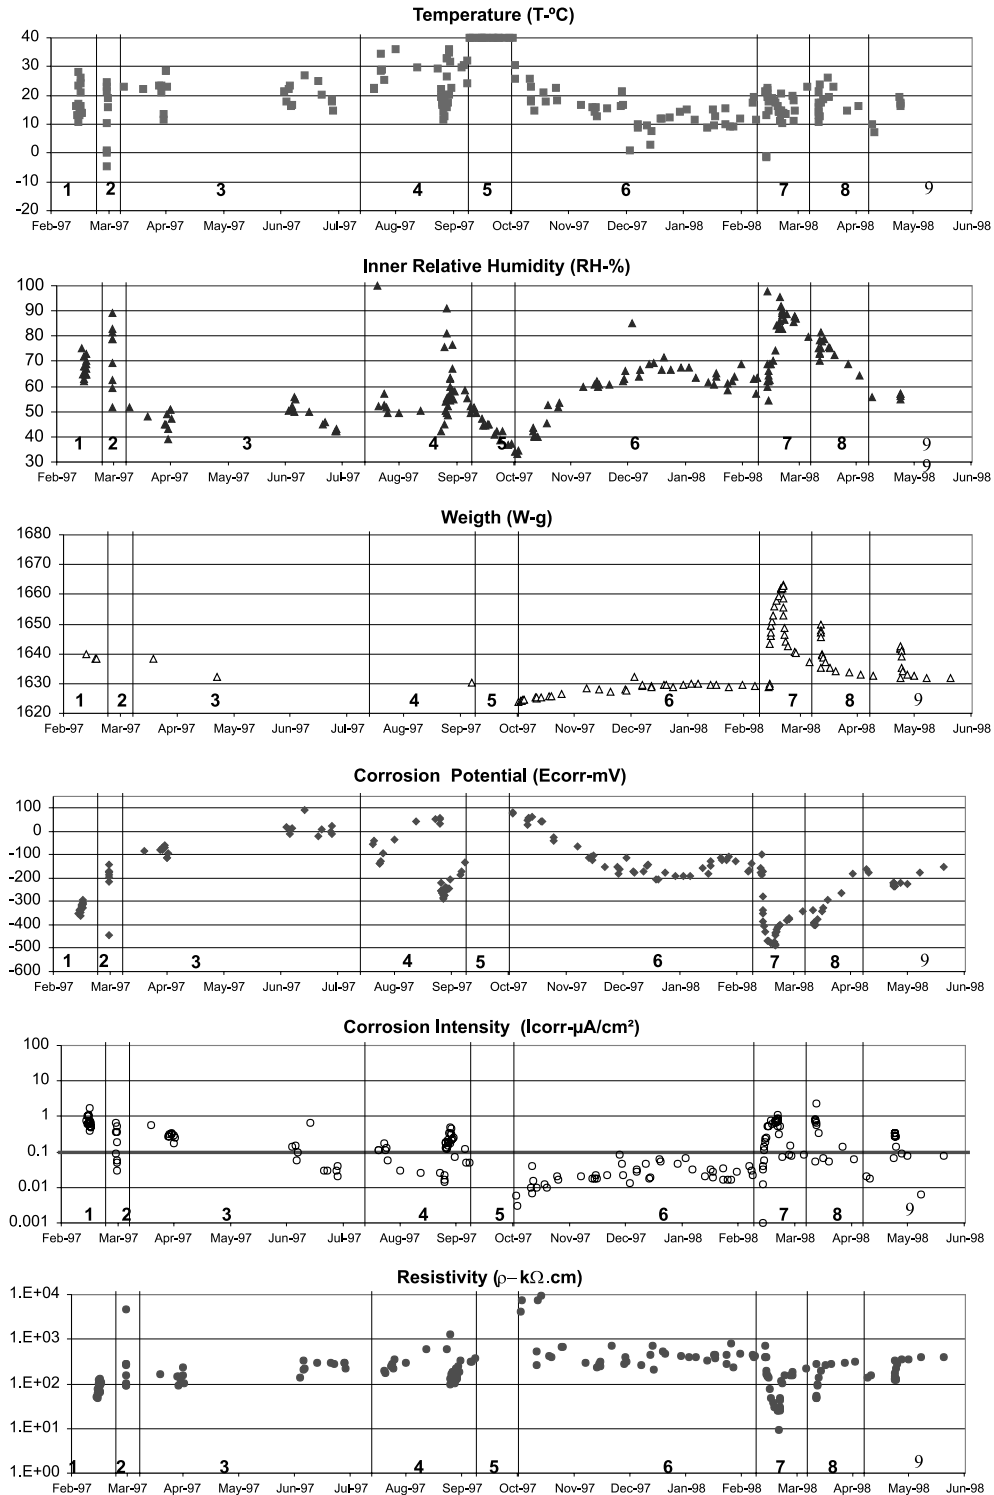 Temperature (T-ºC)
40
30
20
10
0
-10
-20
1 2 3 4 5 6 7 8 9
Feb-97 Mar-97 Apr-97 May-97 Jun-97 Jul-97 Aug-97 Sep-97 Oct-97 Nov-97 Dec-97 Jan-98 Feb-98 Mar-98 Apr-98 May-98 Jun-98
Inner Relative Humidity (RH-%)
100
90
80
70
60
50
40
30
1 2 3 4 5 6 7 8 9
9
Feb-97 Mar-97 Apr-97 May-97 Jun-97 Jul-97 Aug-97 Sep-97 Oct-97 Nov-97 Dec-97 Jan-98 Feb-98 Mar-98 Apr-98 May-98 Jun-98
Weigth (W-g)
1680
1670
1660
1650
1640
1630
1620
1 2 3 4 5 6 7 8 9
Feb-97 Mar-97 Apr-97 May-97 Jun-97 Jul-97 Aug-97 Sep-97 Oct-97 Nov-97 Dec-97 Jan-98 Feb-98 Mar-98 Apr-98 May-98 Jun-98
Corrosion Potential (Ecorr-mV)
100
0
-100
-200
-300
-400
-500
-600
1 2 3 4 5 6 7 8 9
Feb-97 Mar-97 Apr-97 May-97 Jun-97 Jul-97 Aug-97 Sep-97 Oct-97 Nov-97 Dec-97 Jan-98 Feb-98 Mar-98 Apr-98 May-98 Jun-98
Corrosion Intensity (Icorr-µA/cm²)
100
10
1
0.1
0.01
0.001
1 2 3 4 5 6 7 8 9
Feb-97 Mar-97 Apr-97 May-97 Jun-97 Jul-97 Aug-97 Sep-97 Oct-97 Nov-97 Dec-97 Jan-98 Feb-98 Mar-98 Apr-98 May-98 Jun-98
Resistivity (ρ−kΩ.cm)
1.E+04
1.E+03
1.E+02
1.E+01
1.E+00
1 2 3 4 5 6 7 8 9
Feb-97 Mar-97 Apr-97 May-97 Jun-97 Jul-97 Aug-97 Sep-97 Oct-97 Nov-97 Dec-97 Jan-98 Feb-98 Mar-98 Apr-98 May-98 Jun-98